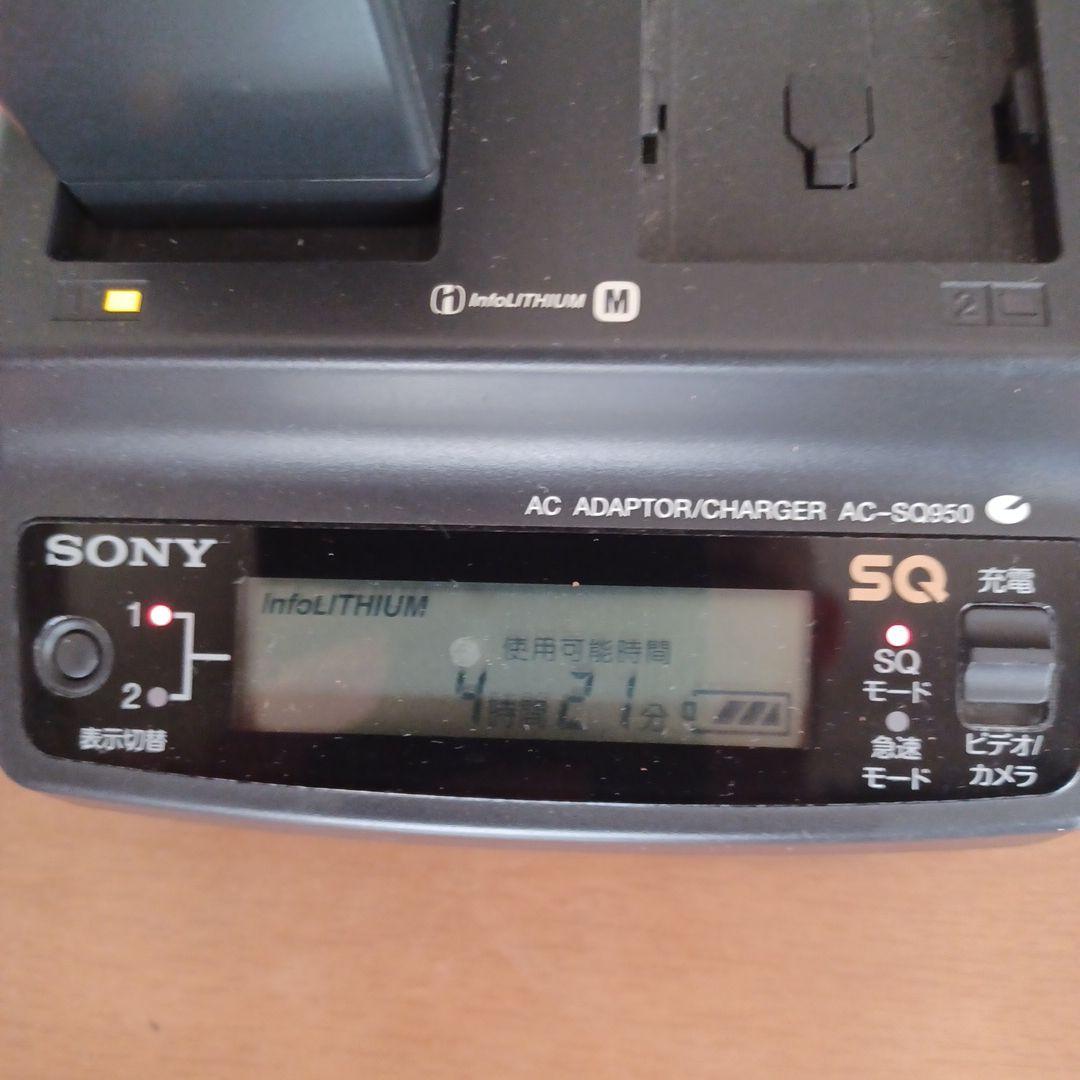 1
InfoLITHIUM M
2
AC ADAPTOR/CHARGER AC-SQ950
SONY
SQ
充電
InfoLITHIUM
1
使用可能時間
SQ
モード
2
4時間21分
表示切替
急速
モード
ビデオ/
カメラ